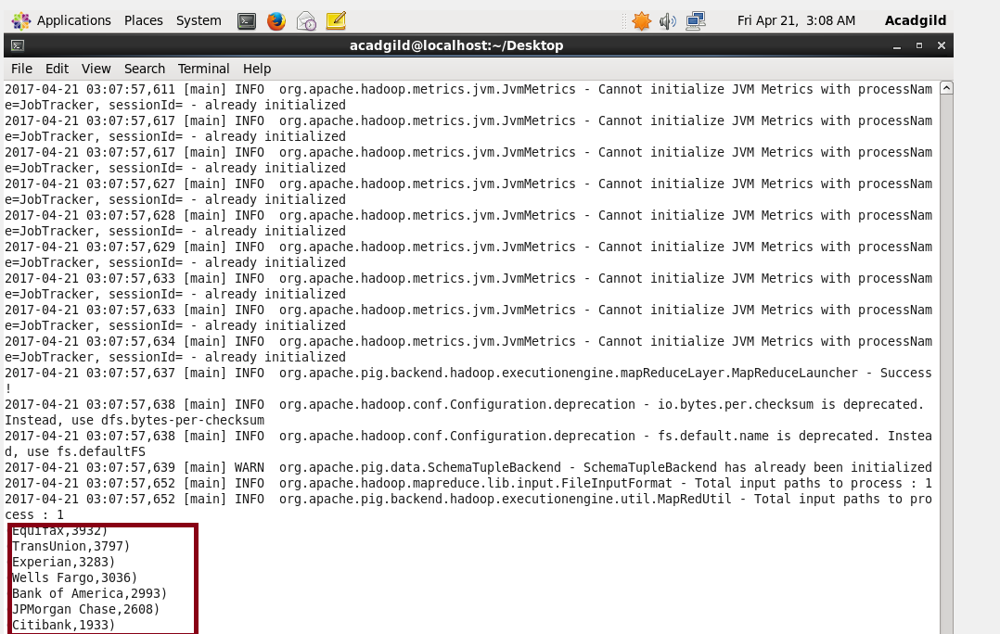 Applications Places System Fri Apr 21, 3:08 AM Acadgild
acadgild@localhost:~/Desktop
File Edit View Search Terminal Help
2017-04-21 03:07:57,611 [main] INFO  org.apache.hadoop.metrics.jvm.JvmMetrics - Cannot initialize JVM Metrics with processNam
e=JobTracker, sessionId= - already initialized
2017-04-21 03:07:57,617 [main] INFO  org.apache.hadoop.metrics.jvm.JvmMetrics - Cannot initialize JVM Metrics with processNam
e=JobTracker, sessionId= - already initialized
2017-04-21 03:07:57,617 [main] INFO  org.apache.hadoop.metrics.jvm.JvmMetrics - Cannot initialize JVM Metrics with processNam
e=JobTracker, sessionId= - already initialized
2017-04-21 03:07:57,627 [main] INFO  org.apache.hadoop.metrics.jvm.JvmMetrics - Cannot initialize JVM Metrics with processNam
e=JobTracker, sessionId= - already initialized
2017-04-21 03:07:57,628 [main] INFO  org.apache.hadoop.metrics.jvm.JvmMetrics - Cannot initialize JVM Metrics with processNam
e=JobTracker, sessionId= - already initialized
2017-04-21 03:07:57,629 [main] INFO  org.apache.hadoop.metrics.jvm.JvmMetrics - Cannot initialize JVM Metrics with processNam
e=JobTracker, sessionId= - already initialized
2017-04-21 03:07:57,633 [main] INFO  org.apache.hadoop.metrics.jvm.JvmMetrics - Cannot initialize JVM Metrics with processNam
e=JobTracker, sessionId= - already initialized
2017-04-21 03:07:57,633 [main] INFO  org.apache.hadoop.metrics.jvm.JvmMetrics - Cannot initialize JVM Metrics with processNam
e=JobTracker, sessionId= - already initialized
2017-04-21 03:07:57,634 [main] INFO  org.apache.hadoop.metrics.jvm.JvmMetrics - Cannot initialize JVM Metrics with processNam
e=JobTracker, sessionId= - already initialized
2017-04-21 03:07:57,637 [main] INFO  org.apache.pig.backend.hadoop.executionengine.mapReduceLayer.MapReduceLauncher - Success
!
2017-04-21 03:07:57,638 [main] INFO  org.apache.hadoop.conf.Configuration.deprecation - io.bytes.per.checksum is deprecated.
Instead, use dfs.bytes-per-checksum
2017-04-21 03:07:57,638 [main] INFO  org.apache.hadoop.conf.Configuration.deprecation - fs.default.name is deprecated. Instea
d, use fs.defaultFS
2017-04-21 03:07:57,639 [main] WARN  org.apache.pig.data.SchemaTupleBackend - SchemaTupleBackend has already been initialized
2017-04-21 03:07:57,652 [main] INFO  org.apache.hadoop.mapreduce.lib.input.FileInputFormat - Total input paths to process : 1
2017-04-21 03:07:57,652 [main] INFO  org.apache.pig.backend.hadoop.executionengine.util.MapRedUtil - Total input paths to pro
cess : 1
Equifax,3932)
TransUnion,3797)
Experian,3283)
Wells Fargo,3036)
Bank of America,2993)
JPMorgan Chase,2608)
Citibank,1933)